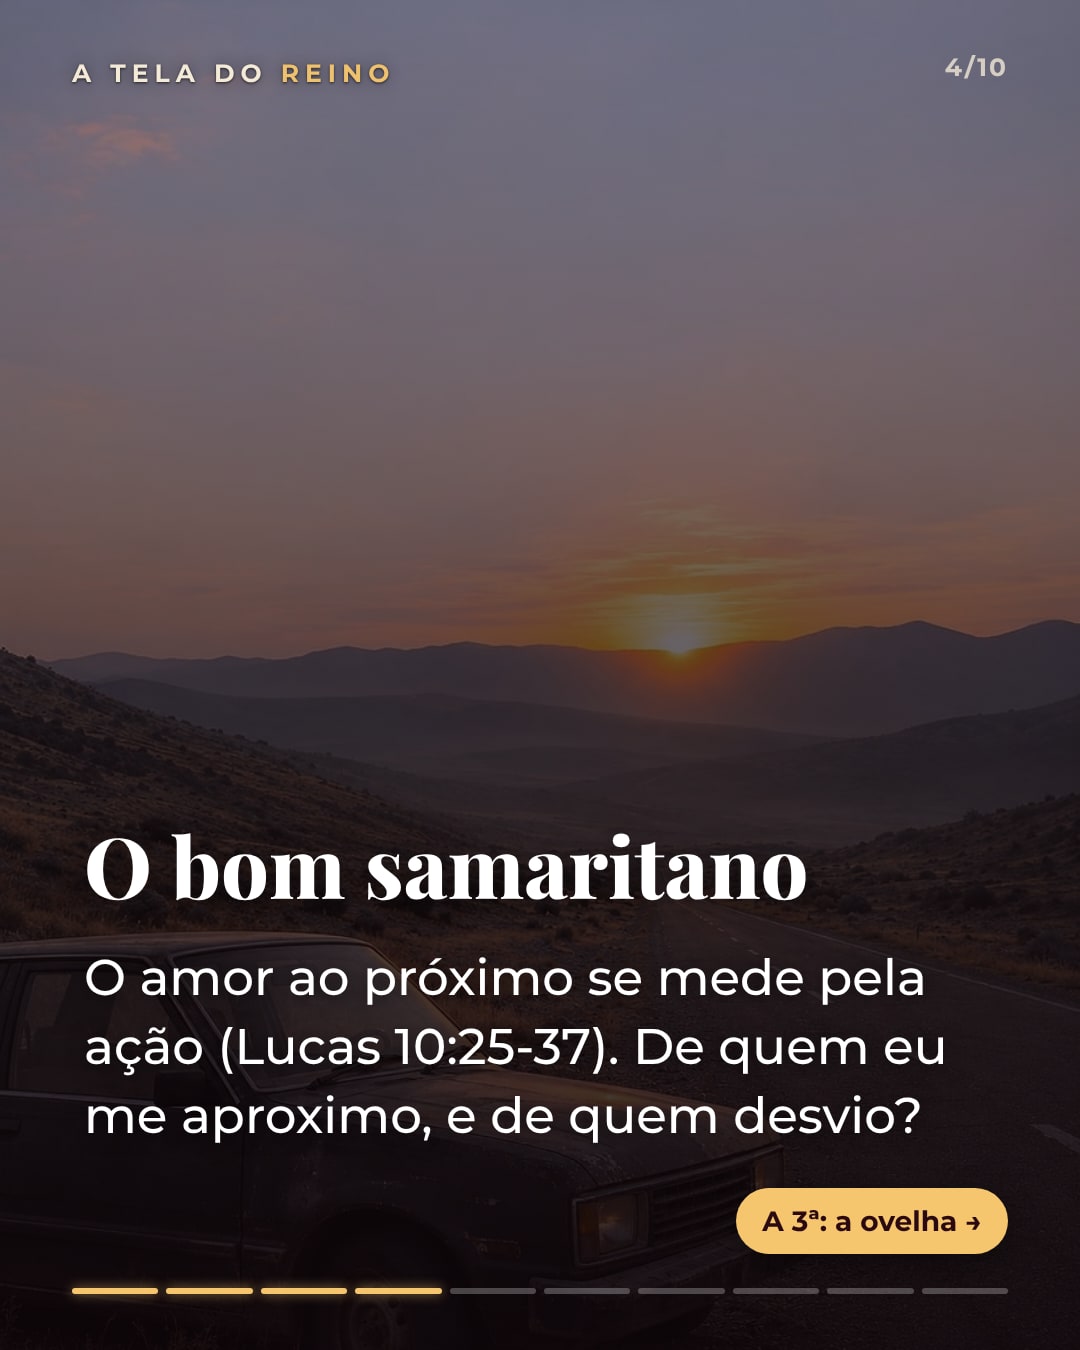 A TELA DO REINO
4/10
O bom samaritano
O amor ao próximo se mede pela
ação (Lucas 10:25-37). De quem eu
me aproximo, e de quem desvio?
A 3ª: a ovelha →